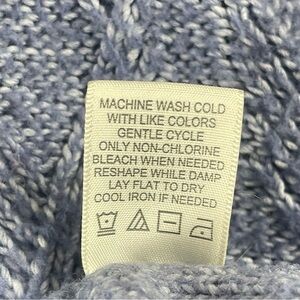 MACHINE WASH COLD
WITH LIKE COLORS
GENTLE CYCLE
ONLY NON-CHLORINE
BLEACH WHEN NEEDED
RESHAPE WHILE DAMP
LAY FLAT TO DRY
COOL IRON IF NEEDED